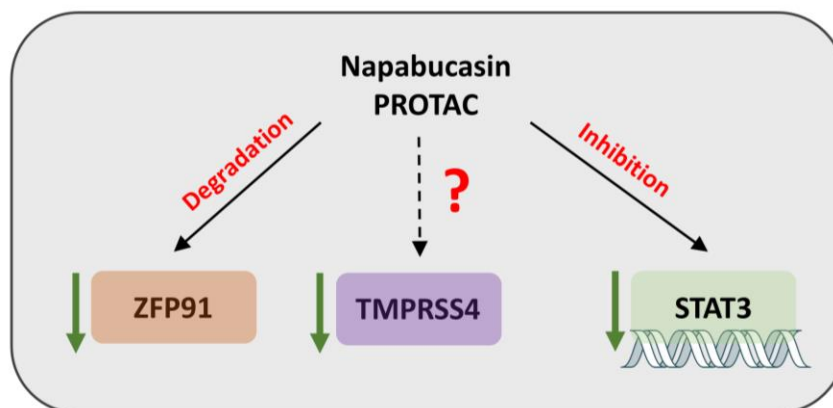 Napabucasin
PROTAC
Degradation
?
Inhibition
ZFP91
TMPRSS4
STAT3